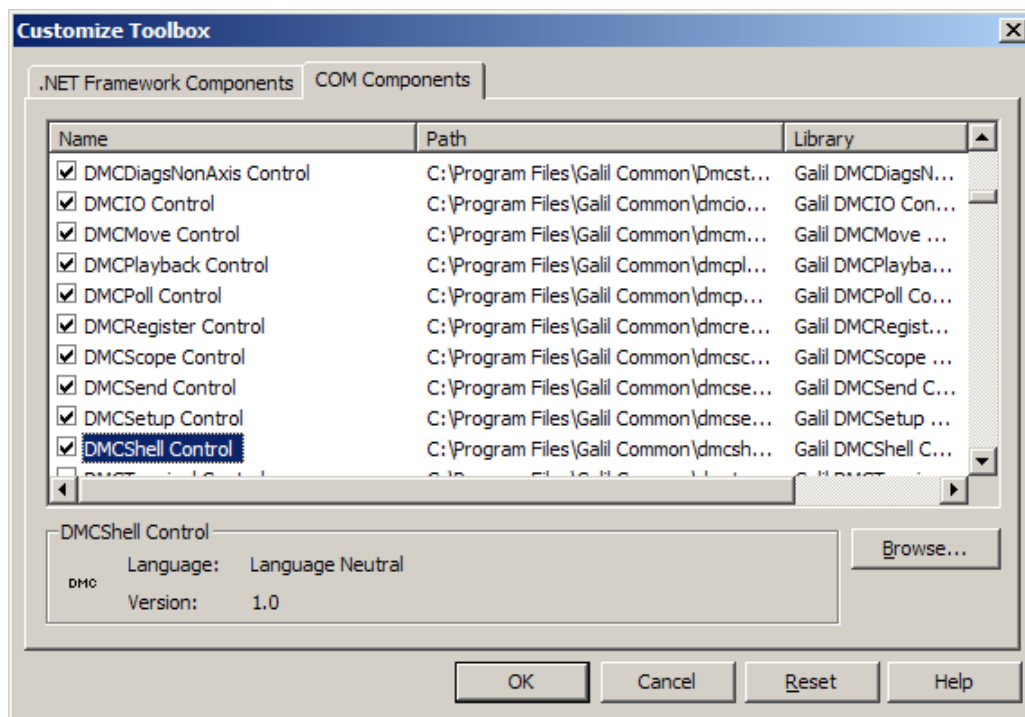 Customize Toolbox
.NET Framework Components COM Components
Name Path Library
DMCDiagsNonAxis Control C:\Program Files\Galil Common\Dmcst... Galil DMCDiagsN...
DMCIO Control C:\Program Files\Galil Common\dmcio... Galil DMCIO Con...
DMCMove Control C:\Program Files\Galil Common\dmcm... Galil DMCMove ...
DMCPlayback Control C:\Program Files\Galil Common\dmcpl... Galil DMCPlayba...
DMCPoll Control C:\Program Files\Galil Common\dmcp... Galil DMCPoll Co...
DMCRegister Control C:\Program Files\Galil Common\dmcre... Galil DMCRegist...
DMCScope Control C:\Program Files\Galil Common\dmcsc... Galil DMCScope ...
DMCSend Control C:\Program Files\Galil Common\dmcse... Galil DMCSend C...
DMCSetup Control C:\Program Files\Galil Common\dmcse... Galil DMCSetup ...
DMCShell Control C:\Program Files\Galil Common\dmcsh... Galil DMCShell C...
DMCShell Control
Browse...
Language: Language Neutral
DMC
Version: 1.0
OK Cancel Reset Help